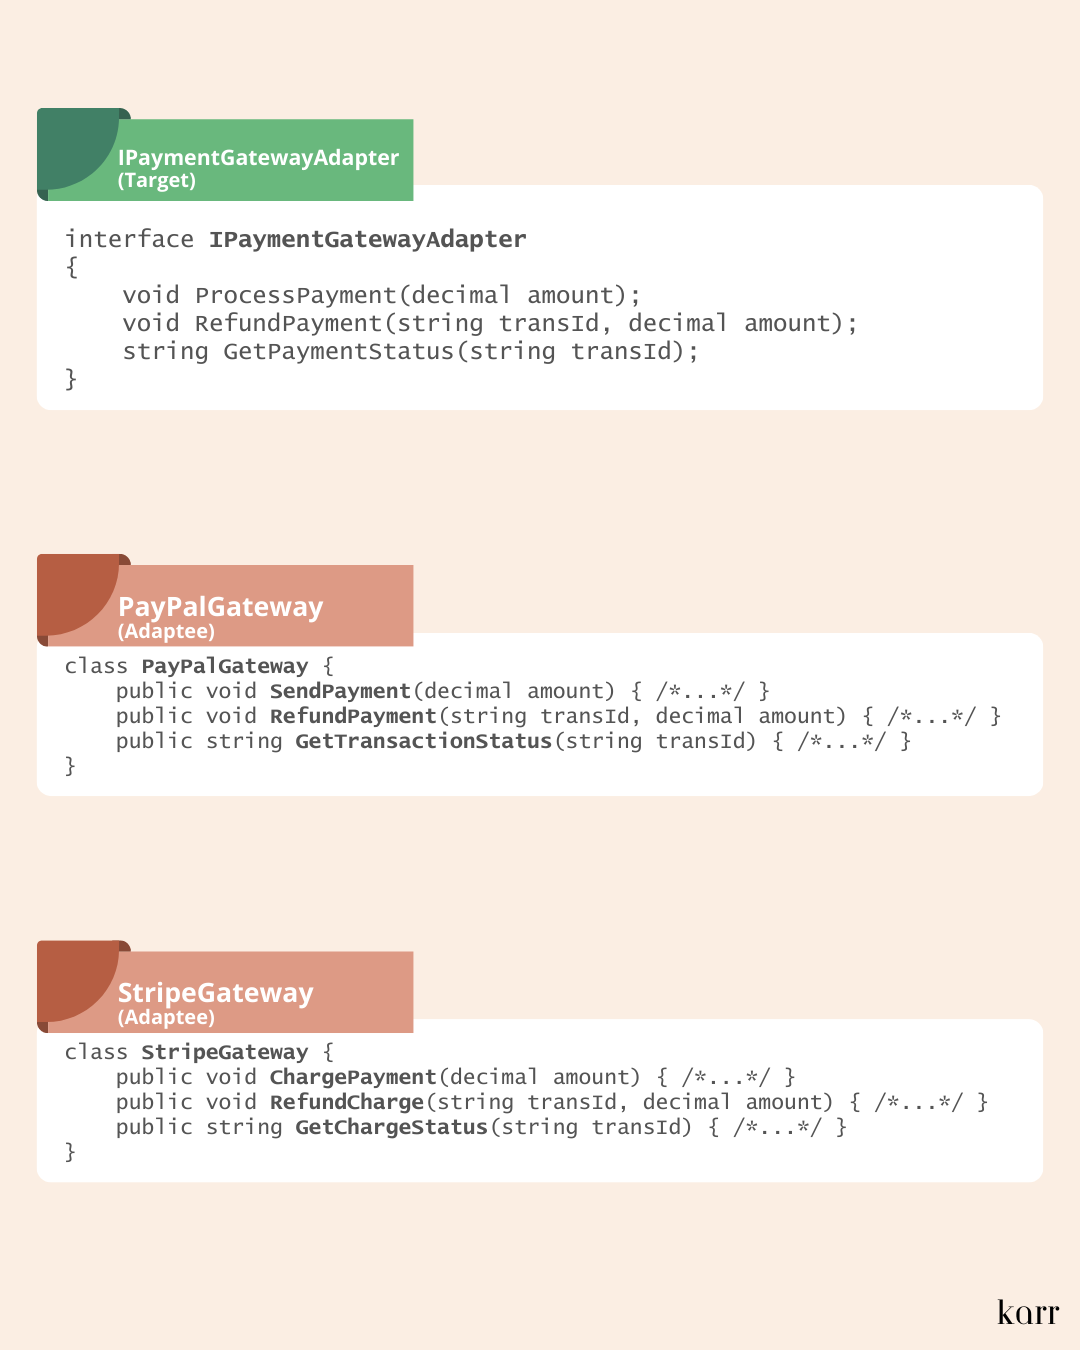 IPaymentGatewayAdapter
(Target)
interface IPaymentGatewayAdapter
{
    void ProcessPayment(decimal amount);
    void RefundPayment(string transId, decimal amount);
    string GetPaymentStatus(string transId);
}
PayPalGateway
(Adaptee)
class PayPalGateway {
    public void SendPayment(decimal amount) { /*...*/ }
    public void RefundPayment(string transId, decimal amount) { /*...*/ }
    public string GetTransactionStatus(string transId) { /*...*/ }
}
StripeGateway
(Adaptee)
class StripeGateway {
    public void ChargePayment(decimal amount) { /*...*/ }
    public void RefundCharge(string transId, decimal amount) { /*...*/ }
    public string GetChargeStatus(string transId) { /*...*/ }
}
karr